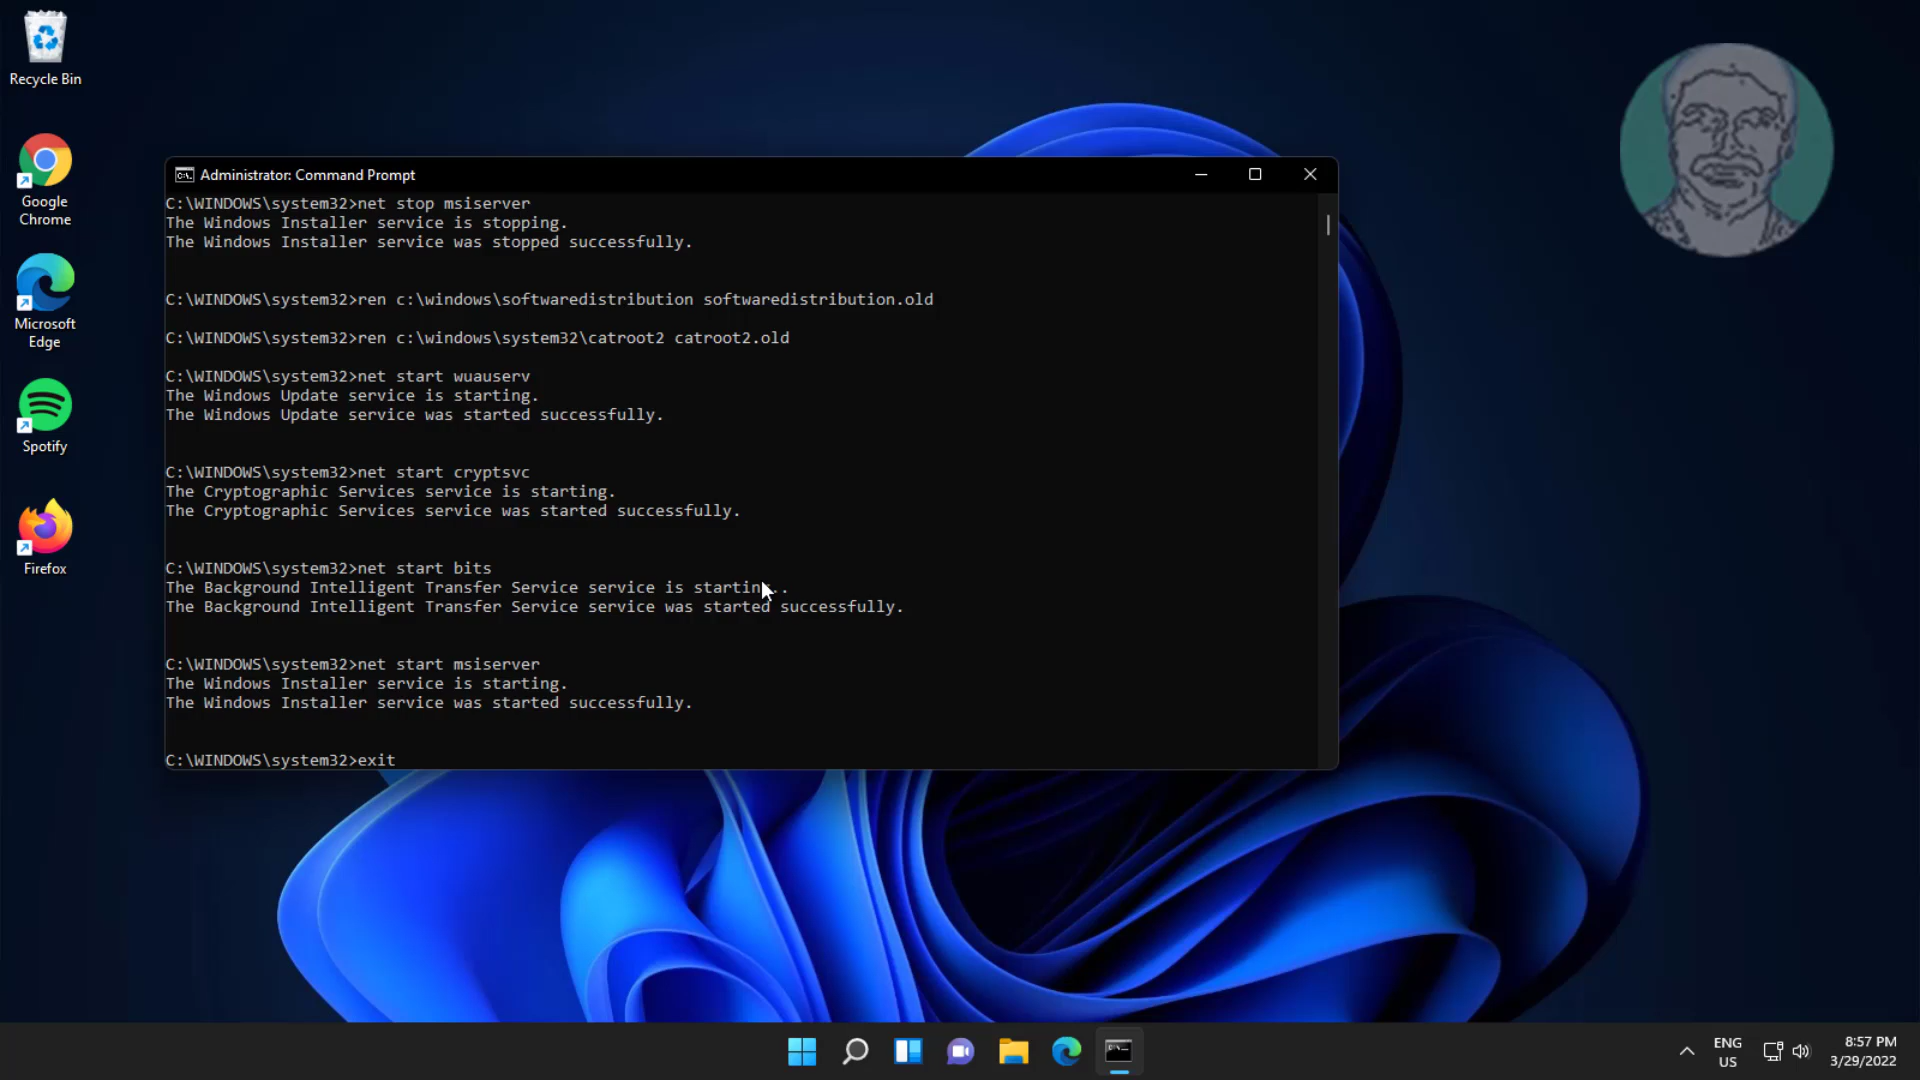 Recycle Bin
Google
Chrome
Microsoft
Edge
Spotify
Firefox
Administrator: Command Prompt
C:\WINDOWS\system32>net stop msiserver
The Windows Installer service is stopping.
The Windows Installer service was stopped successfully.
C:\WINDOWS\system32>ren c:\windows\softwaredistribution softwaredistribution.old
C:\WINDOWS\system32>ren c:\windows\system32\catroot2 catroot2.old
C:\WINDOWS\system32>net start wuauserv
The Windows Update service is starting.
The Windows Update service was started successfully.
C:\WINDOWS\system32>net start cryptsvc
The Cryptographic Services service is starting.
The Cryptographic Services service was started successfully.
C:\WINDOWS\system32>net start bits
The Background Intelligent Transfer Service service is starting..
The Background Intelligent Transfer Service service was started successfully.
C:\WINDOWS\system32>net start msiserver
The Windows Installer service is starting.
The Windows Installer service was started successfully.
C:\WINDOWS\system32>exit
ENG
US
8:57 PM
3/29/2022